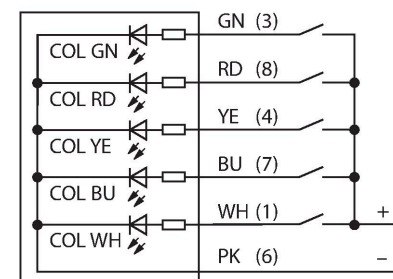 GN (3)
COL GN
RD (8)
COL RD
YE (4)
COL YE
BU (7)
COL BU
WH (1)
+
COL WH
PK (6)
–